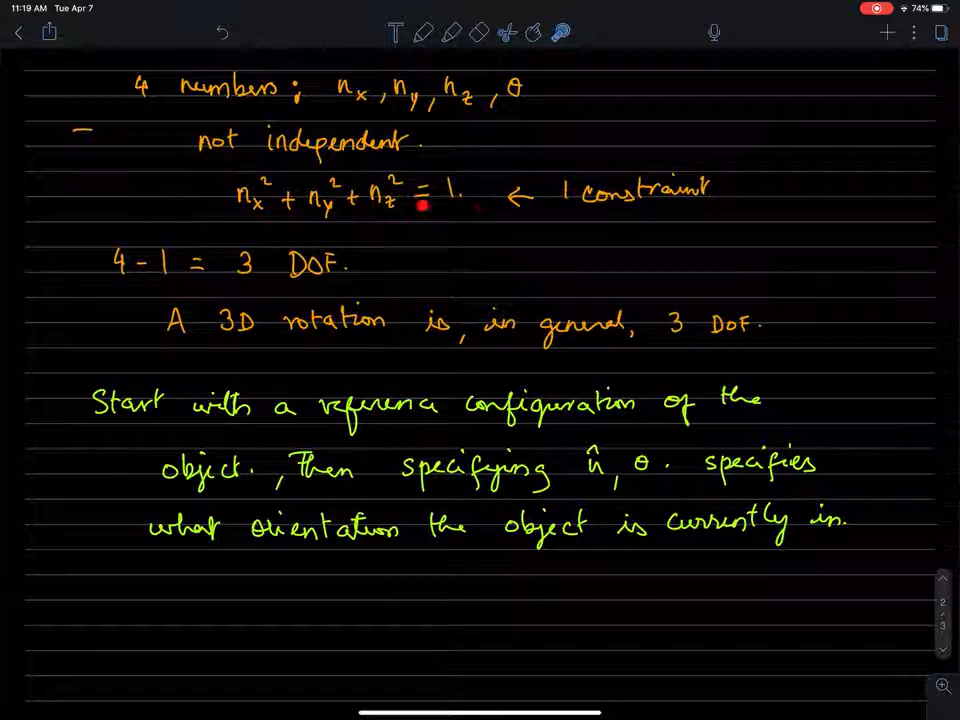 11:19 AM Tue Apr 7
74%
4 numbers: nx, ny, nz, θ
not independent.
nx² + ny² + nz² = 1. ← 1 constraint
4 - 1 = 3 DOF.
A 3D rotation is, in general, 3 DOF.
Start with a reference configuration of the
object., Then specifying n̂, θ. specifies
what orientation the object is currently in.
2
3